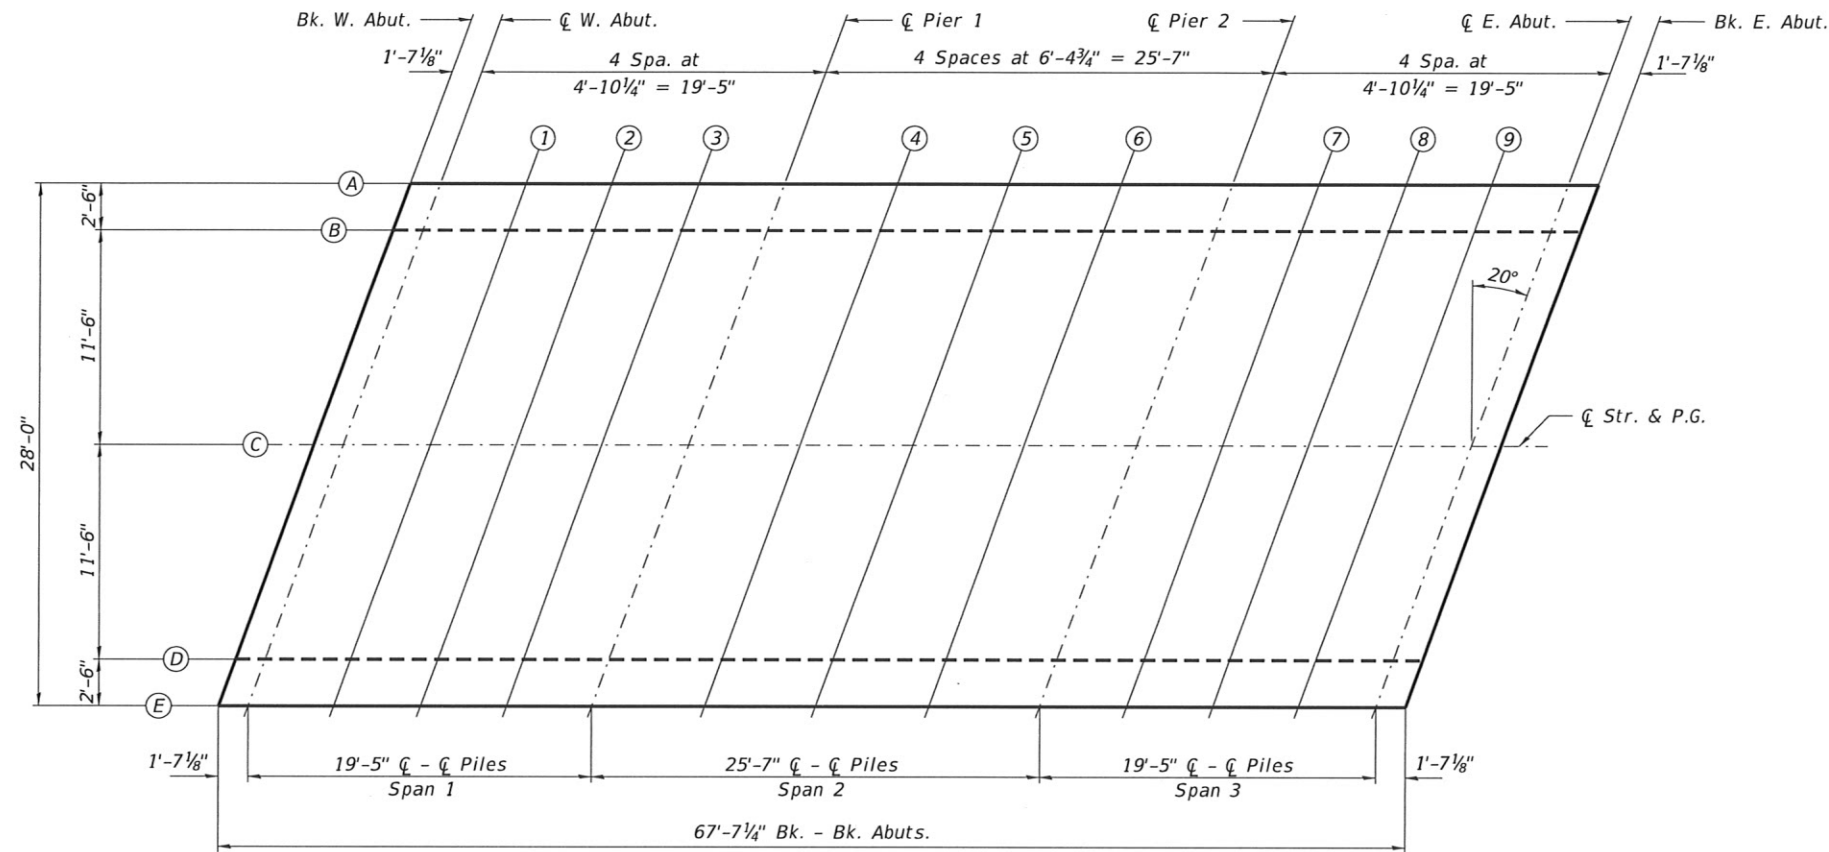 Bk. W. Abut.
℄ W. Abut.
℄ Pier 1
℄ Pier 2
℄ E. Abut.
Bk. E. Abut.
1'-7⅛"
4 Spa. at
4'-10¼" = 19'-5"
4 Spaces at 6'-4¾" = 25'-7"
4 Spa. at
4'-10¼" = 19'-5"
1'-7⅛"
1
2
3
4
5
6
7
8
9
A
B
C
D
E
2'-6"
11'-6"
11'-6"
2'-6"
28"-0"
20°
℄ Str. & P.G.
1'-7⅛"
19'-5" ℄ - ℄ Piles
Span 1
25'-7" ℄ - ℄ Piles
Span 2
19'-5" ℄ - ℄ Piles
Span 3
1'-7⅛"
67'-7¼" Bk. - Bk. Abuts.